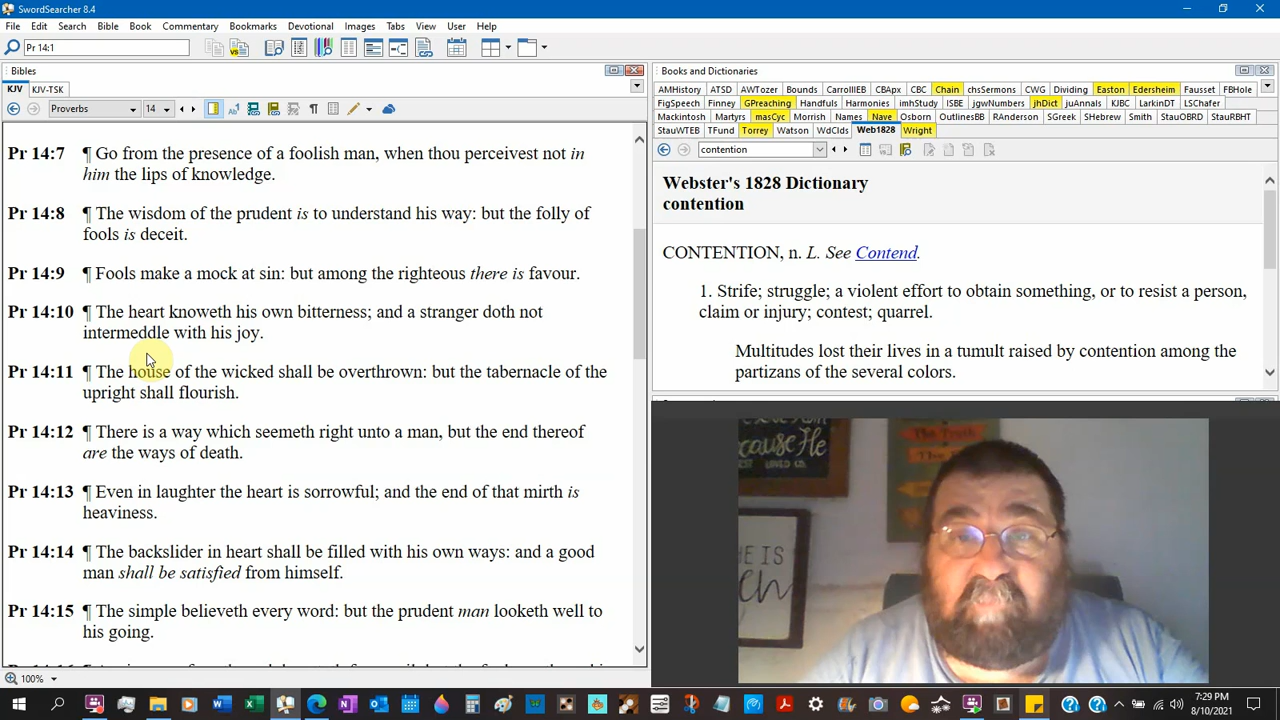 SwordSearcher 8.4
File Edit Search Bible Book Commentary Bookmarks Devotional Images Tabs View User Help
Pr 14:1
Bibles
KJV KJV-TSK
Proverbs 14
Pr 14:7 ¶ Go from the presence of a foolish man, when thou perceivest not in
him the lips of knowledge.
Pr 14:8 ¶ The wisdom of the prudent is to understand his way: but the folly of
fools is deceit.
Pr 14:9 ¶ Fools make a mock at sin: but among the righteous there is favour.
Pr 14:10 ¶ The heart knoweth his own bitterness; and a stranger doth not
intermeddle with his joy.
Pr 14:11 ¶ The house of the wicked shall be overthrown: but the tabernacle of the
upright shall flourish.
Pr 14:12 ¶ There is a way which seemeth right unto a man, but the end thereof
are the ways of death.
Pr 14:13 ¶ Even in laughter the heart is sorrowful; and the end of that mirth is
heaviness.
Pr 14:14 ¶ The backslider in heart shall be filled with his own ways: and a good
man shall be satisfied from himself.
Pr 14:15 ¶ The simple believeth every word: but the prudent man looketh well to
his going.
100%
Books and Dictionaries
AMHistory ATSD AWTozer Bounds CarrollEB CBApx CBC Chain chsSermons CWG Dividing Easton Edersheim Fausset FBHole
FigSpeech Finney GPreaching Handfuls Harmonies imhStudy ISBE jgwNumbers jhDict juAnnals KJBC LarkinDT LSChafer
Mackintosh Martyrs masCyc Morrish Names Nave Osborn OutlinesBB RAnderson SGreek SHebrew Smith StauOBRD StauRBHT
StauWTEB TFund Torrey Watson WdClds Web1828 Wright
contention
Webster's 1828 Dictionary
contention
CONTENTION, n. L. See Contend.
1. Strife; struggle; a violent effort to obtain something, or to resist a person,
claim or injury; contest; quarrel.
Multitudes lost their lives in a tumult raised by contention among the
partizans of the several colors.
because He
The Truth
7:29 PM
8/10/2021